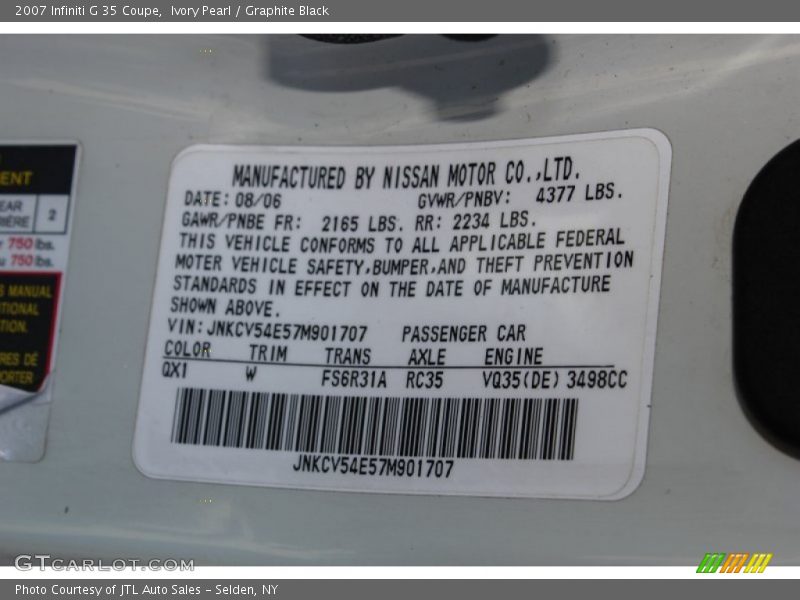 2007 Infiniti G 35 Coupe,  Ivory Pearl / Graphite Black
MANUFACTURED BY NISSAN MOTOR CO.,LTD.
DATE: 08/06 GVWR/PNBV: 4377 LBS.
GAWR/PNBE FR: 2165 LBS. RR: 2234 LBS.
THIS VEHICLE CONFORMS TO ALL APPLICABLE FEDERAL
MOTER VEHICLE SAFETY,BUMPER,AND THEFT PREVENTION
STANDARDS IN EFFECT ON THE DATE OF MANUFACTURE
SHOWN ABOVE.
VIN: JNKCV54E57M901707 PASSENGER CAR
COLOR TRIM TRANS AXLE ENGINE
QX1 W FS6R31A RC35 VQ35(DE) 3498CC
JNKCV54E57M901707
2
750 lbs.
750 lbs.
MANUAL
GTCARLOT.COM
Photo Courtesy of JTL Auto Sales - Selden, NY